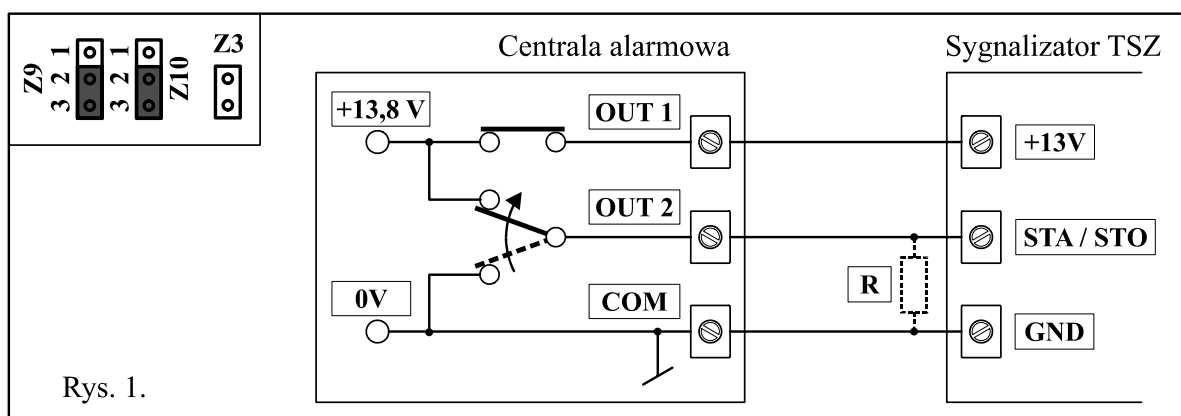 Z9
1
2
3
1
2
3
Z10
Z3
Rys. 1.
Centrala alarmowa
Sygnalizator TSZ
+13,8 V
OUT 1
+13V
OUT 2
STA / STO
R
0V
COM
GND